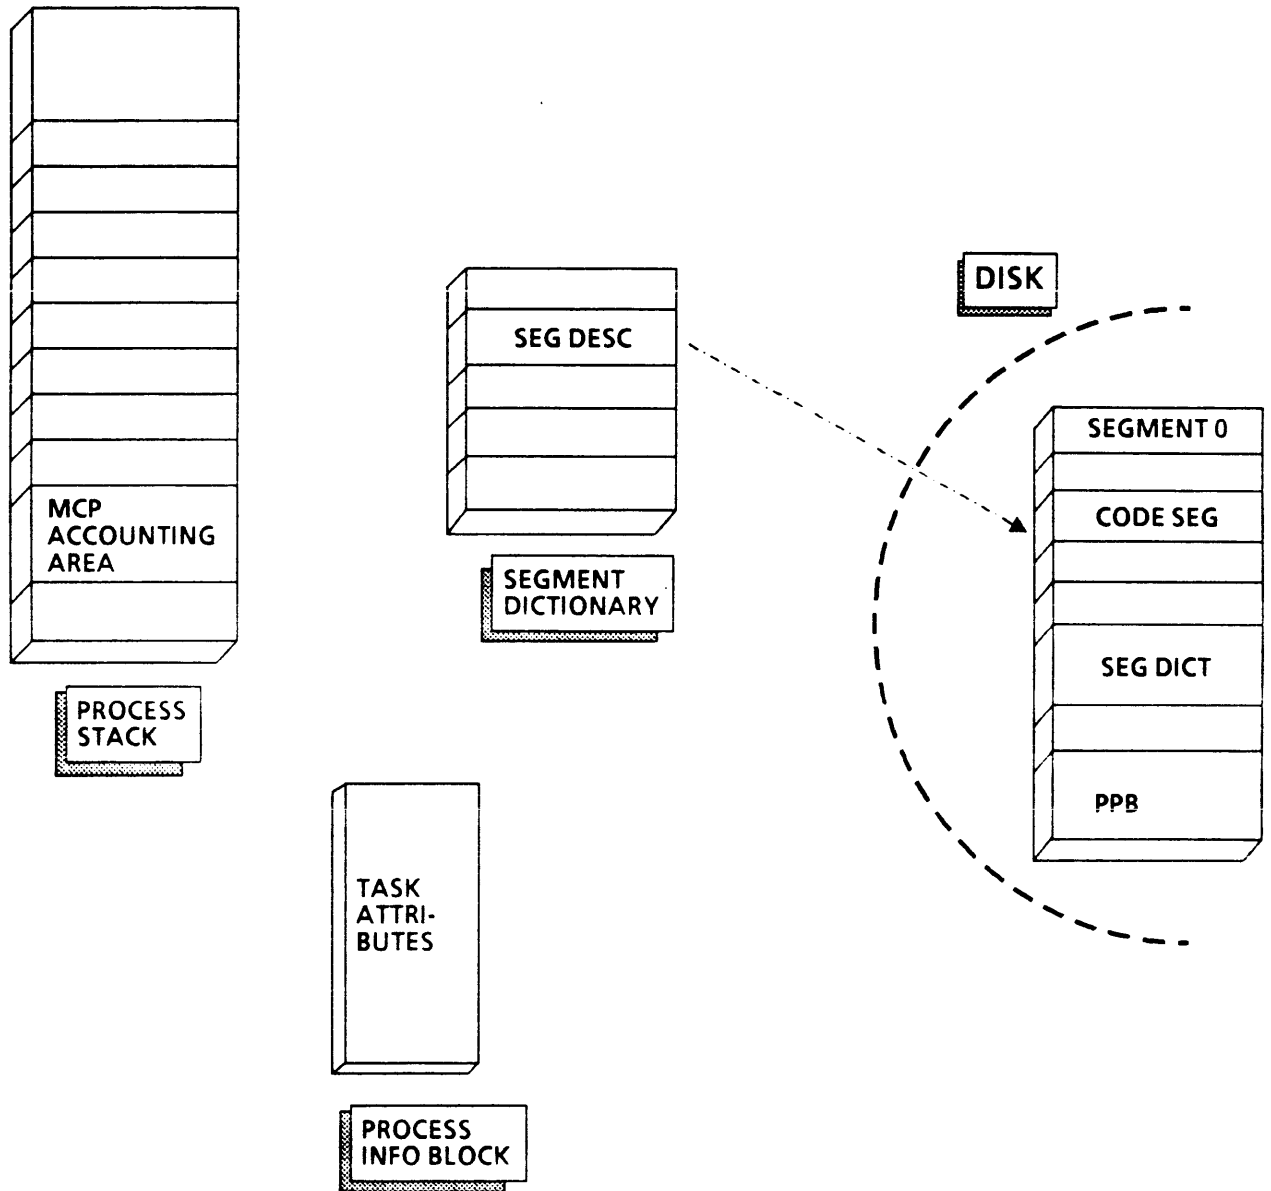 DISK
SEG DESC
SEGMENT 0
CODE SEG
MCP
ACCOUNTING
AREA
SEGMENT
DICTIONARY
SEG DICT
PROCESS
STACK
PPB
TASK
ATTRI-
BUTES
PROCESS
INFO BLOCK